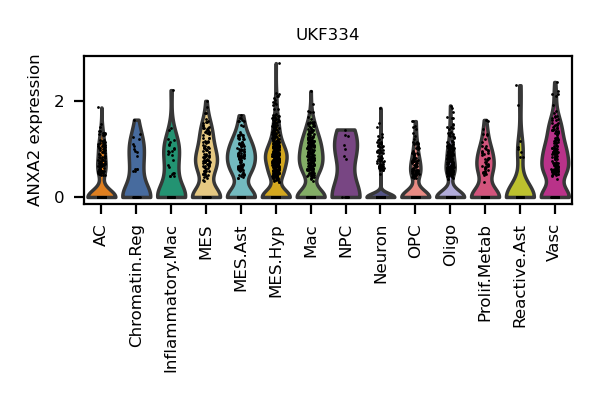 UKF334
ANXA2 expression
2
0
AC
Chromatin.Reg
Inflammatory.Mac
MES
MES.Ast
MES.Hyp
Mac
NPC
Neuron
OPC
Oligo
Prolif.Metab
Reactive.Ast
Vasc